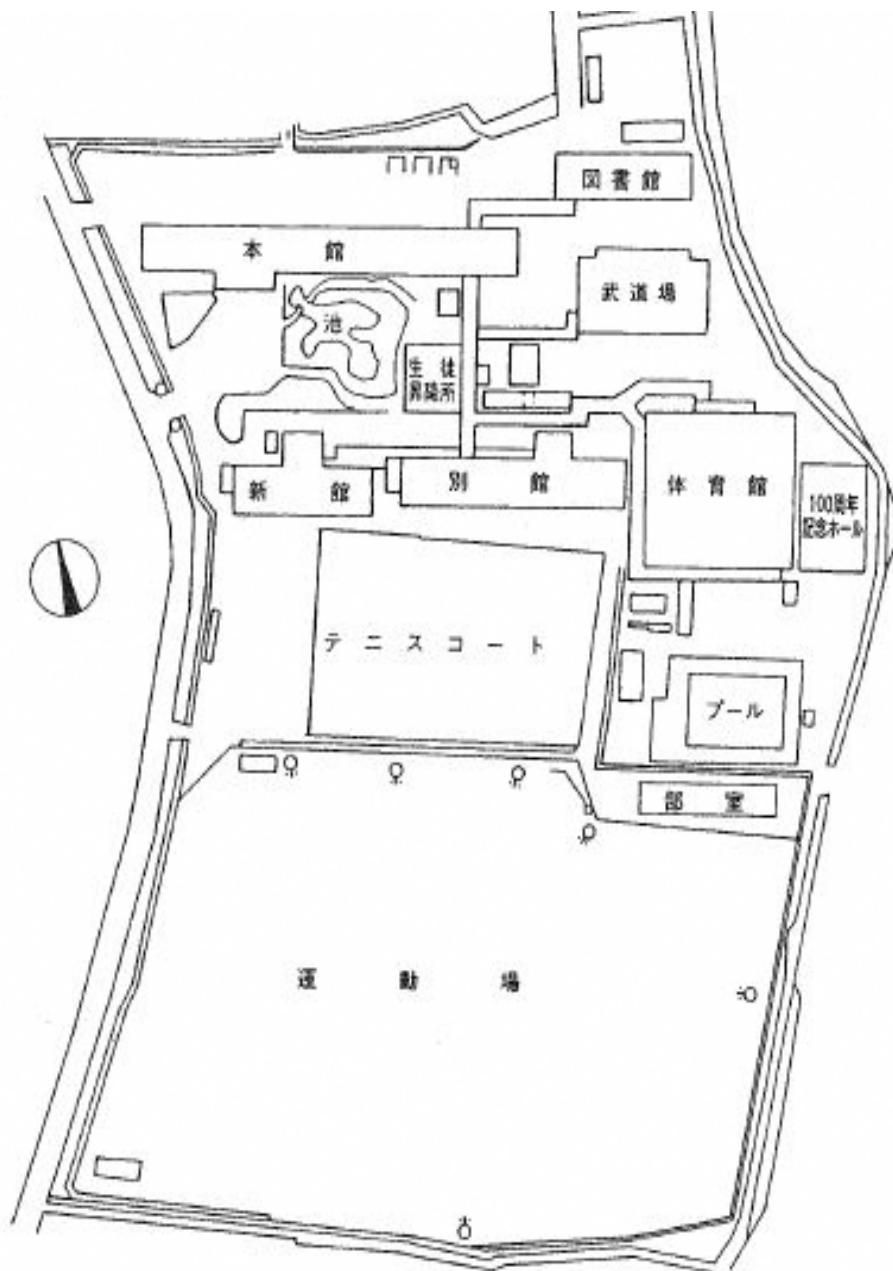 図書館
本館
武道場
池
生徒
昇降所
新館
別館
体育館
100周年
記念ホール
テニスコート
プール
部室
運動場